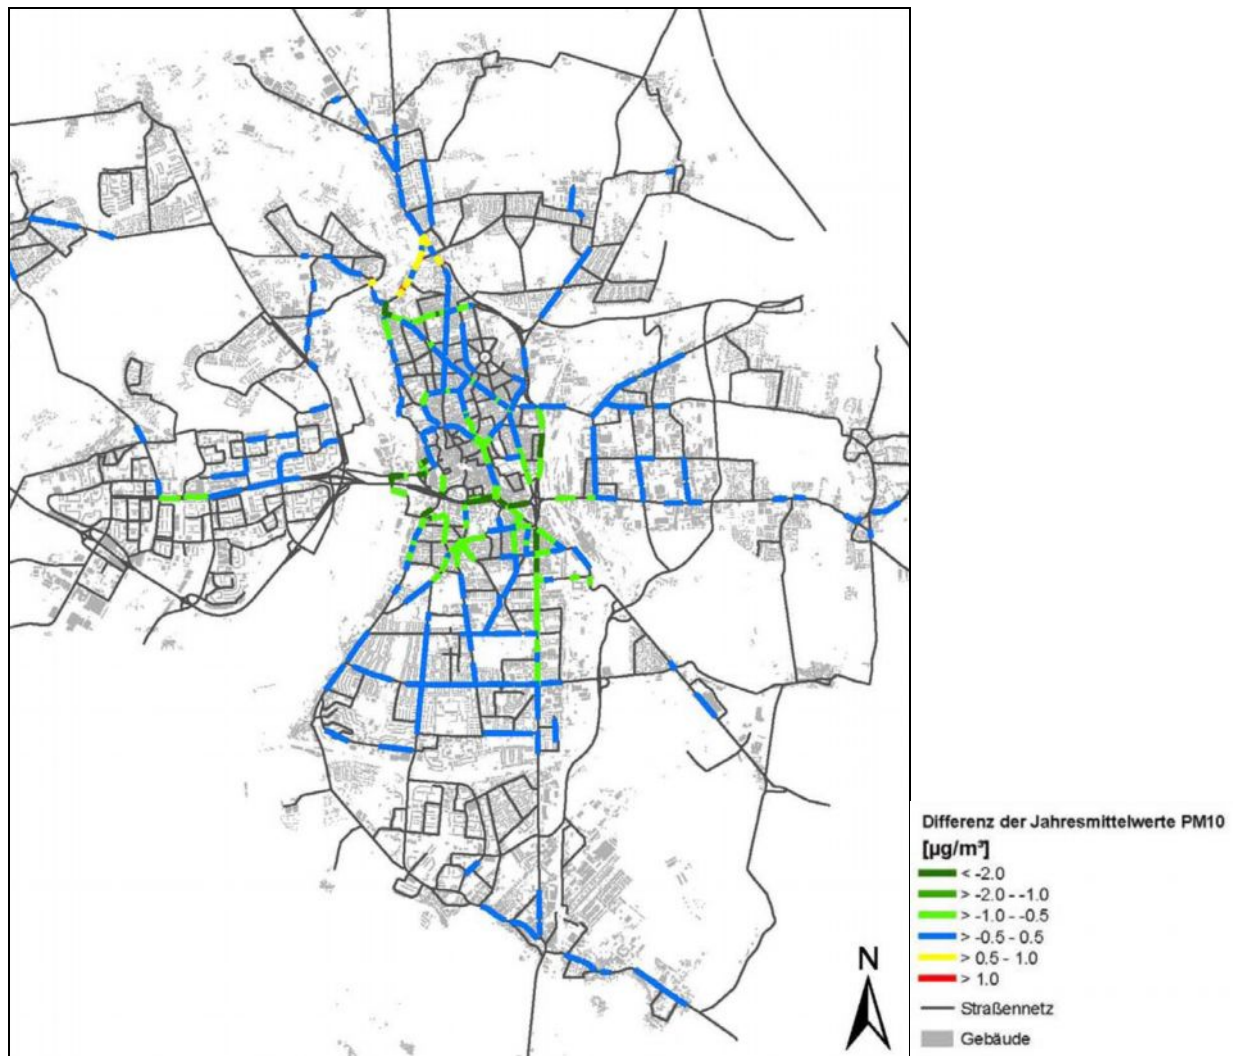 Differenz der Jahresmittelwerte PM10
[µg/m³]
< -2.0
> -2.0 - -1.0
> -1.0 - -0.5
> -0.5 - 0.5
> 0.5 - 1.0
> 1.0
Straßennetz
Gebäude
N